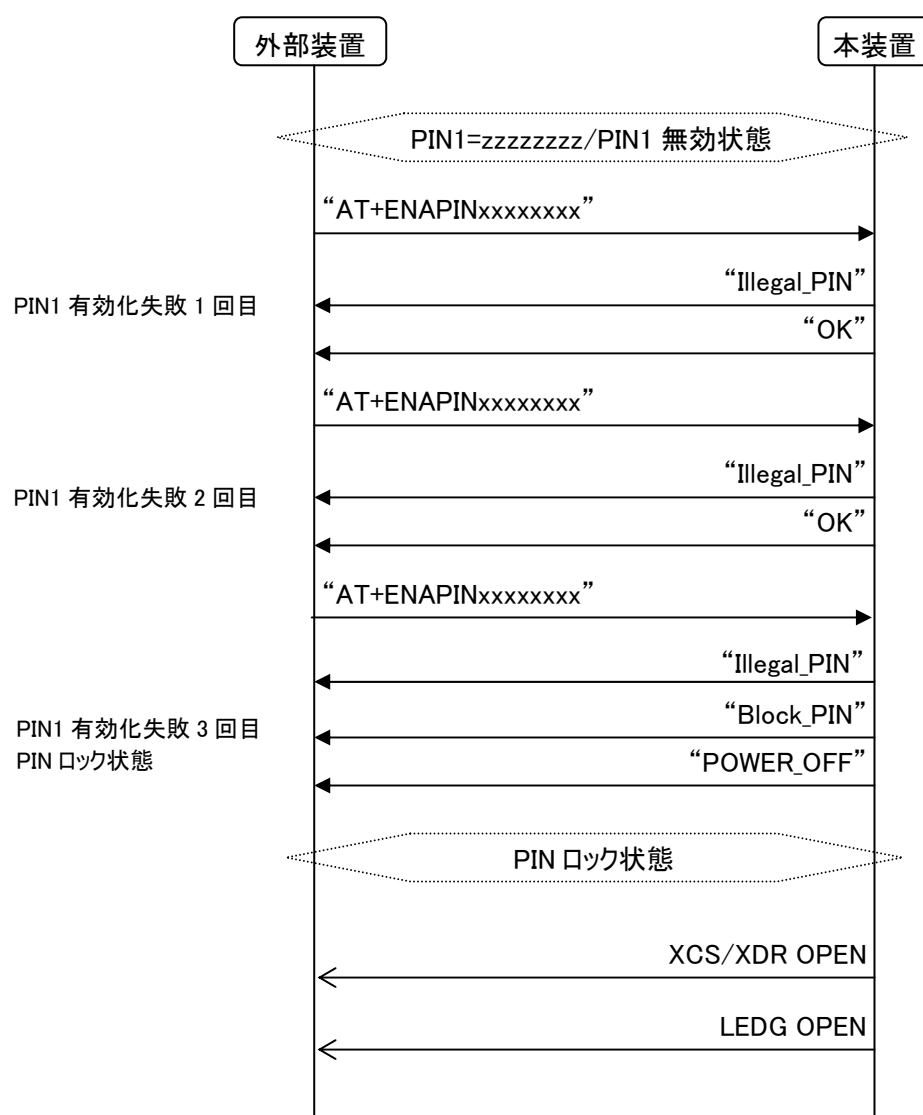 外部装置
本装置
PIN1=zzzzzzzz/PIN1 無効状態
“AT+ENAPINxxxxxxxx”
“Illegal_PIN”
PIN1 有効化失敗 1 回目
“OK”
“AT+ENAPINxxxxxxxx”
“Illegal_PIN”
PIN1 有効化失敗 2 回目
“OK”
“AT+ENAPINxxxxxxxx”
“Illegal_PIN”
“Block_PIN”
PIN1 有効化失敗 3 回目
PIN ロック状態
“POWER_OFF”
PIN ロック状態
XCS/XDR OPEN
LEDG OPEN